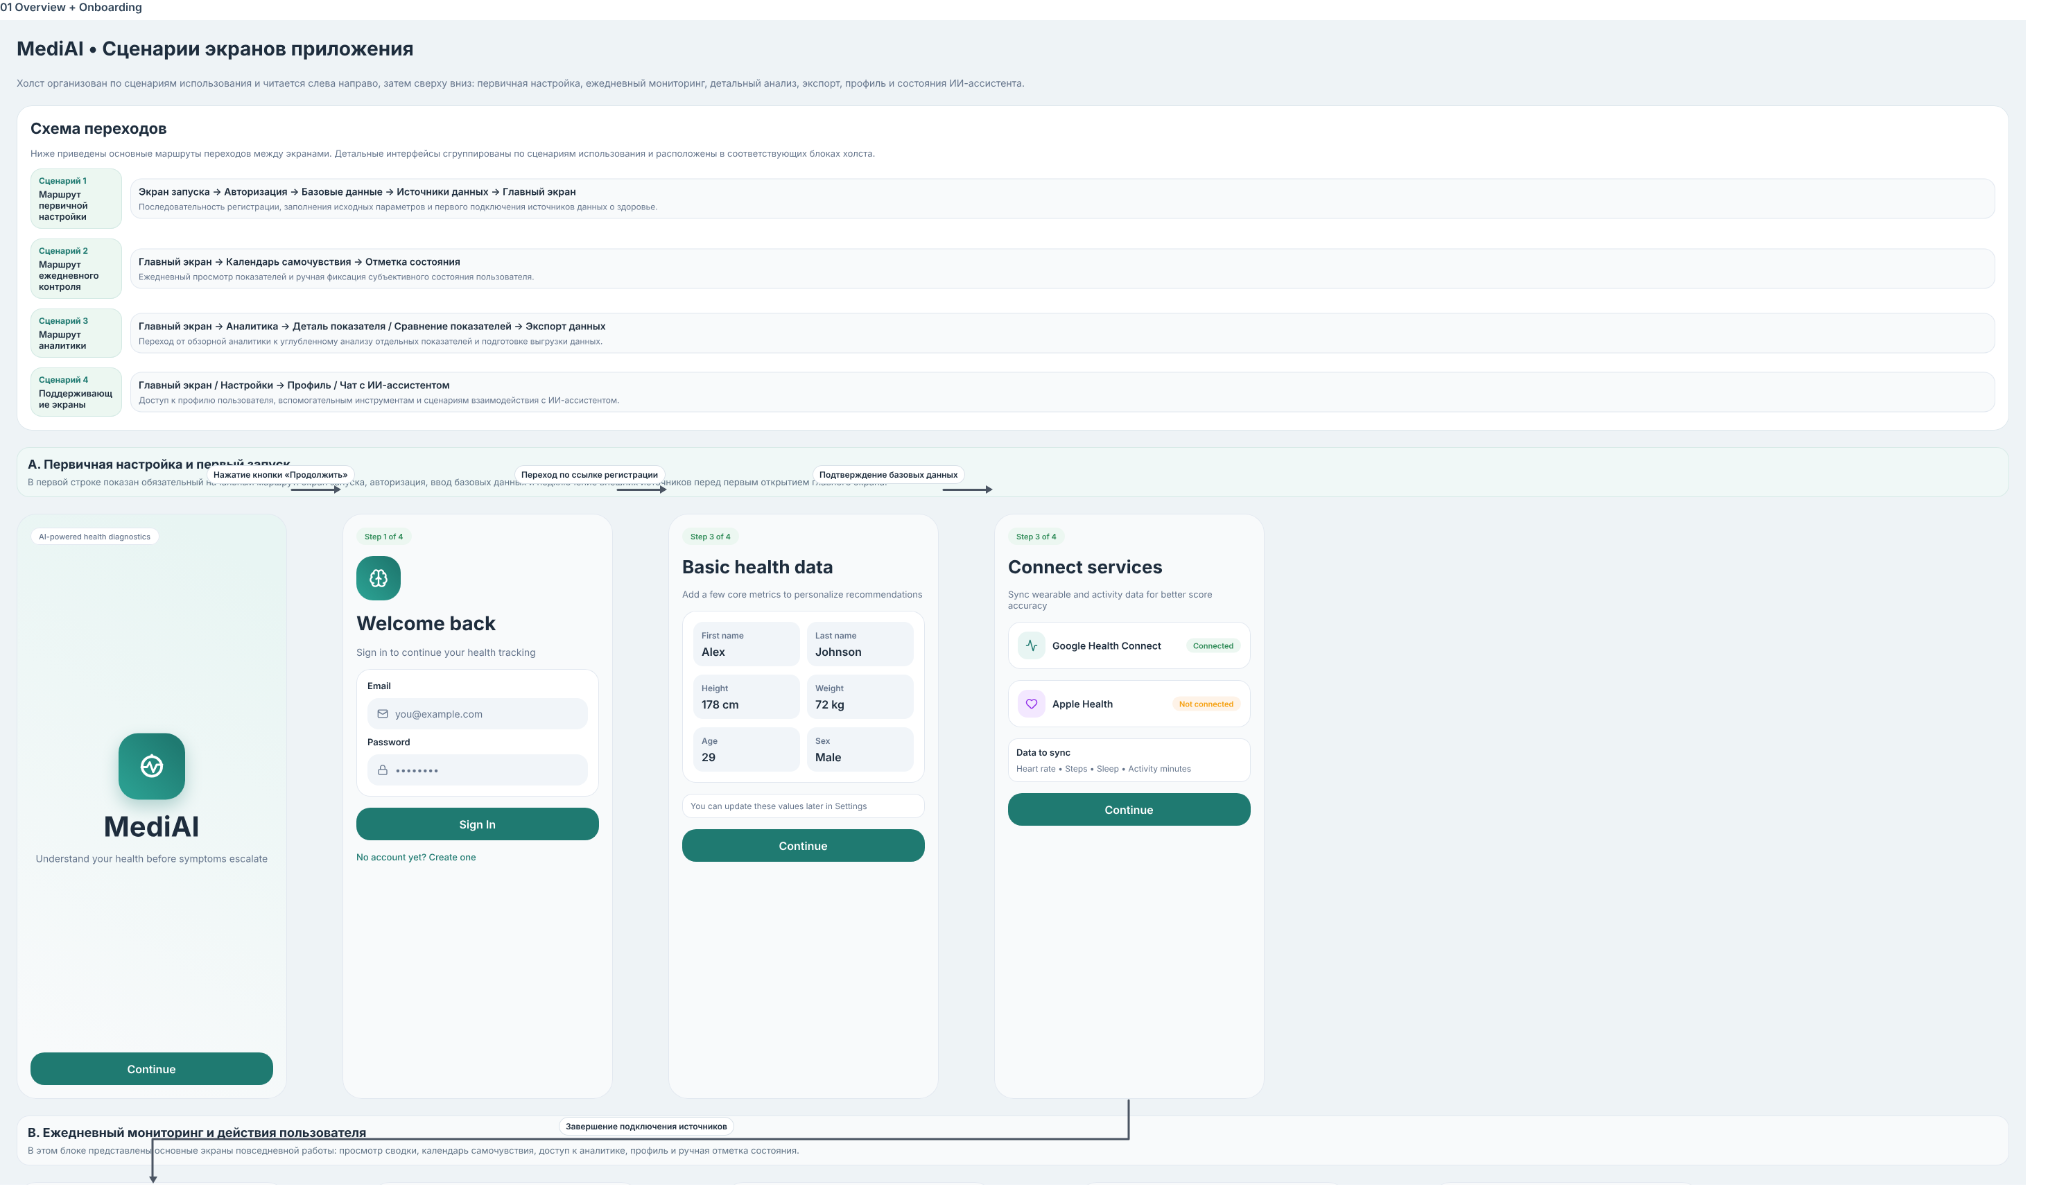 01 Overview + Onboarding
MediAI • Сценарии экранов приложения
Холст организован по сценариям использования и читается слева направо, затем сверху вниз: первичная настройка, ежедневный мониторинг, детальный анализ, экспорт, профиль и состояния ИИ-ассистента.
Схема переходов
Ниже приведены основные маршруты переходов между экранами. Детальные интерфейсы сгруппированы по сценариям использования и расположены в соответствующих блоках холста.
Сценарий 1
Маршрут
первичной
настройки
Экран запуска → Авторизация → Базовые данные → Источники данных → Главный экран
Последовательность регистрации, заполнения исходных параметров и первого подключения источников данных о здоровье.
Сценарий 2
Маршрут
ежедневного
контроля
Главный экран → Календарь самочувствия → Отметка состояния
Ежедневный просмотр показателей и ручная фиксация субъективного состояния пользователя.
Сценарий 3
Маршрут
аналитики
Главный экран → Аналитика → Деталь показателя / Сравнение показателей → Экспорт данных
Переход от обзорной аналитики к углубленному анализу отдельных показателей и подготовке выгрузки данных.
Сценарий 4
Поддерживающ
ие экраны
Главный экран / Настройки → Профиль / Чат с ИИ-ассистентом
Доступ к профилю пользователя, вспомогательным инструментам и сценариям взаимодействия с ИИ-ассистентом.
A. Первичная настройка и первый запуск
Нажатие кнопки «Продолжить»
Переход по ссылке регистрации
Подтверждение базовых данных
В первой строке показан обязательный авторизация, ввод базовых перед первым открытием
AI-powered health diagnostics
MediAI
Understand your health before symptoms escalate
Continue
Step 1 of 4
Welcome back
Sign in to continue your health tracking
Email
you@example.com
Password
••••••••
Sign In
No account yet? Create one
Step 3 of 4
Basic health data
Add a few core metrics to personalize recommendations
First name
Alex
Last name
Johnson
Height
178 cm
Weight
72 kg
Age
29
Sex
Male
You can update these values later in Settings
Continue
Step 3 of 4
Connect services
Sync wearable and activity data for better score
accuracy
Google Health Connect
Connected
Apple Health
Not connected
Data to sync
Heart rate • Steps • Sleep • Activity minutes
Continue
Завершение подключения источников
B. Ежедневный мониторинг и действия пользователя
В этом блоке представлены основные экраны повседневной работы: просмотр сводки, календарь самочувствия, доступ к аналитике, профиль и ручная отметка состояния.